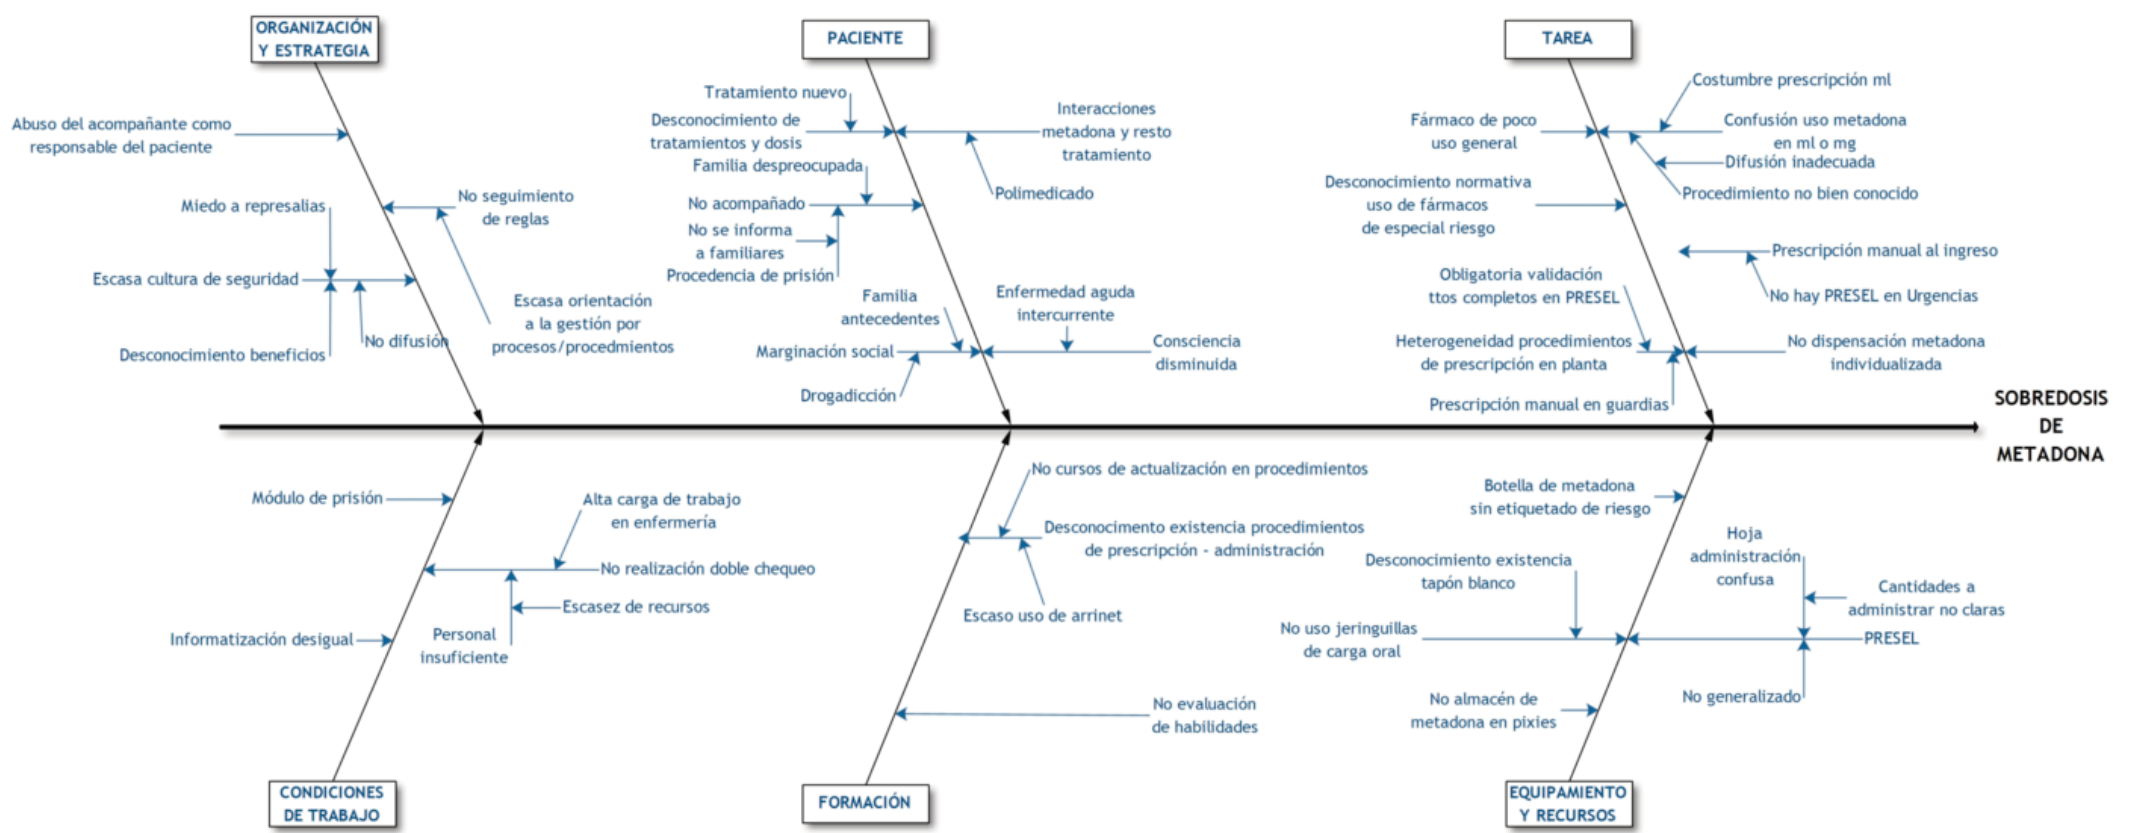 ORGANIZACIÓN
Y ESTRATEGIA
Abuso del acompañante como
responsable del paciente
No seguimiento
de reglas
Miedo a represalias
Escasa cultura de seguridad
Desconocimiento beneficios
No difusión
Escasa orientación
a la gestión por
procesos/procedmientos
PACIENTE
Tratamiento nuevo
Desconocimiento de
tratamientos y dosis
Interacciones
metadona y resto
tratamiento
Polimedicado
Familia despreocupada
No acompañado
No se informa
a familiares
Procedencia de prisión
Familia
antecedentes
Enfermedad aguda
intercurrente
Marginación social
Consciencia
disminuida
Drogadicción
TAREA
Costumbre prescripción ml
Fármaco de poco
uso general
Confusión uso metadona
en ml o mg
Difusión inadecuada
Procedimiento no bien conocido
Desconocimiento normativa
uso de fármacos
de especial riesgo
Prescripción manual al ingreso
No hay PRESEL en Urgencias
Obligatoria validación
ttos completos en PRESEL
Heterogeneidad procedimientos
de prescripción en planta
No dispensación metadona
individualizada
Prescripción manual en guardias
SOBREDOSIS
DE
METADONA
Módulo de prisión
Alta carga de trabajo
en enfermería
No realización doble chequeo
Escasez de recursos
Personal
insuficiente
Informatización desigual
CONDICIONES
DE TRABAJO
No cursos de actualización en procedimientos
Desconocimento existencia procedimientos
de prescripción - administración
Escaso uso de arrinet
No evaluación
de habilidades
FORMACIÓN
Botella de metadona
sin etiquetado de riesgo
Desconocimiento existencia
tapón blanco
Hoja
administración
confusa
Cantidades a
administrar no claras
No uso jeringuillas
de carga oral
PRESEL
No generalizado
No almacén de
metadona en pixies
EQUIPAMIENTO
Y RECURSOS